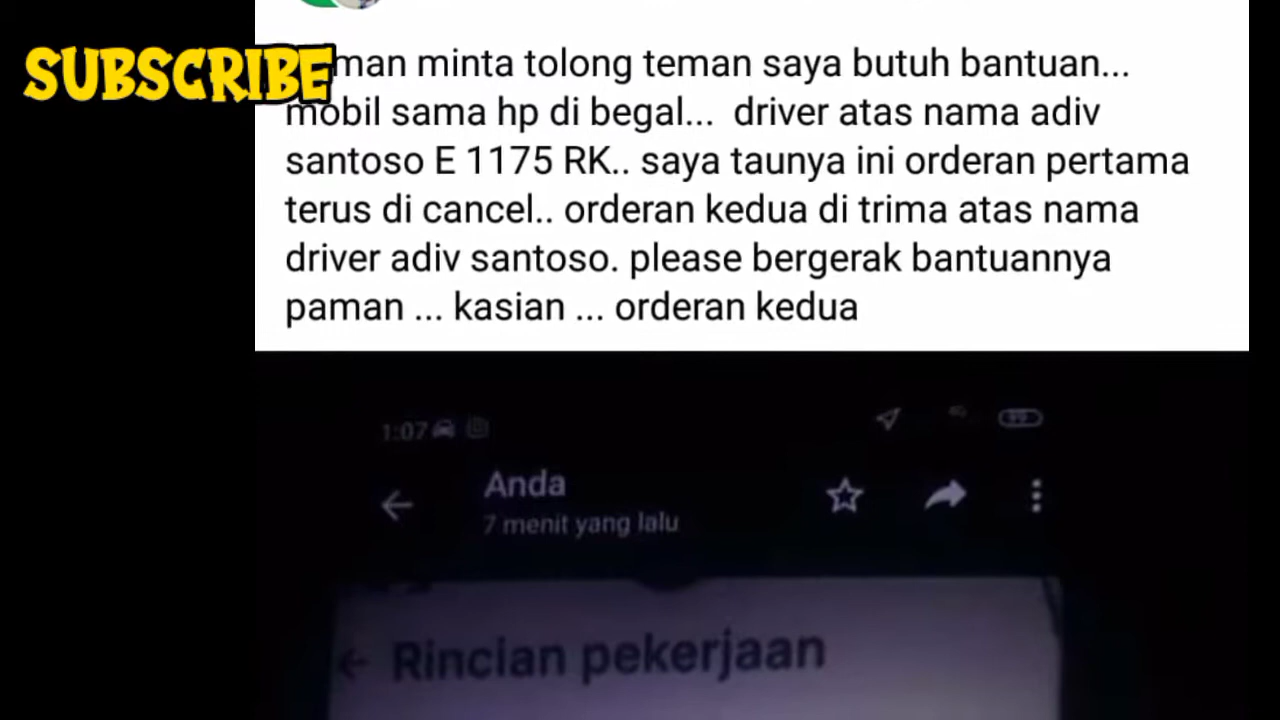 SUBSCRIBE
man minta tolong teman saya butuh bantuan...
mobil sama hp di begal... driver atas nama adiv
santoso E 1175 RK.. saya taunya ini orderan pertama
terus di cancel.. orderan kedua di trima atas nama
driver adiv santoso. please bergerak bantuannya
paman ... kasian ... orderan kedua
1:07
Anda
7 menit yang lalu
Rincian pekerjaan